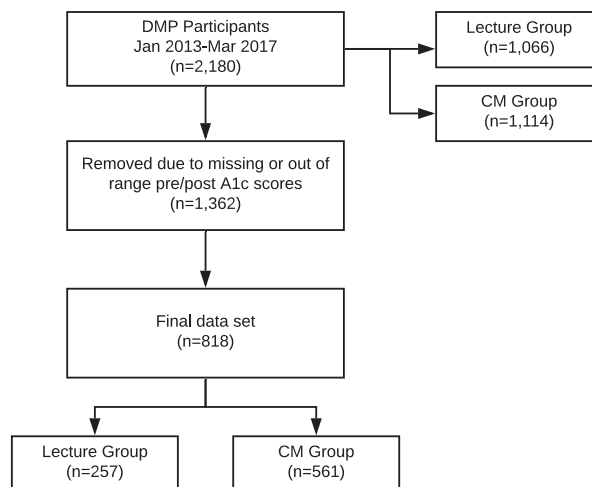 DMP Participants
Jan 2013-Mar 2017
(n=2,180)
Lecture Group
(n=1,066)
CM Group
(n=1,114)
Removed due to missing or out of
range pre/post A1c scores
(n=1,362)
Final data set
(n=818)
Lecture Group
(n=257)
CM Group
(n=561)